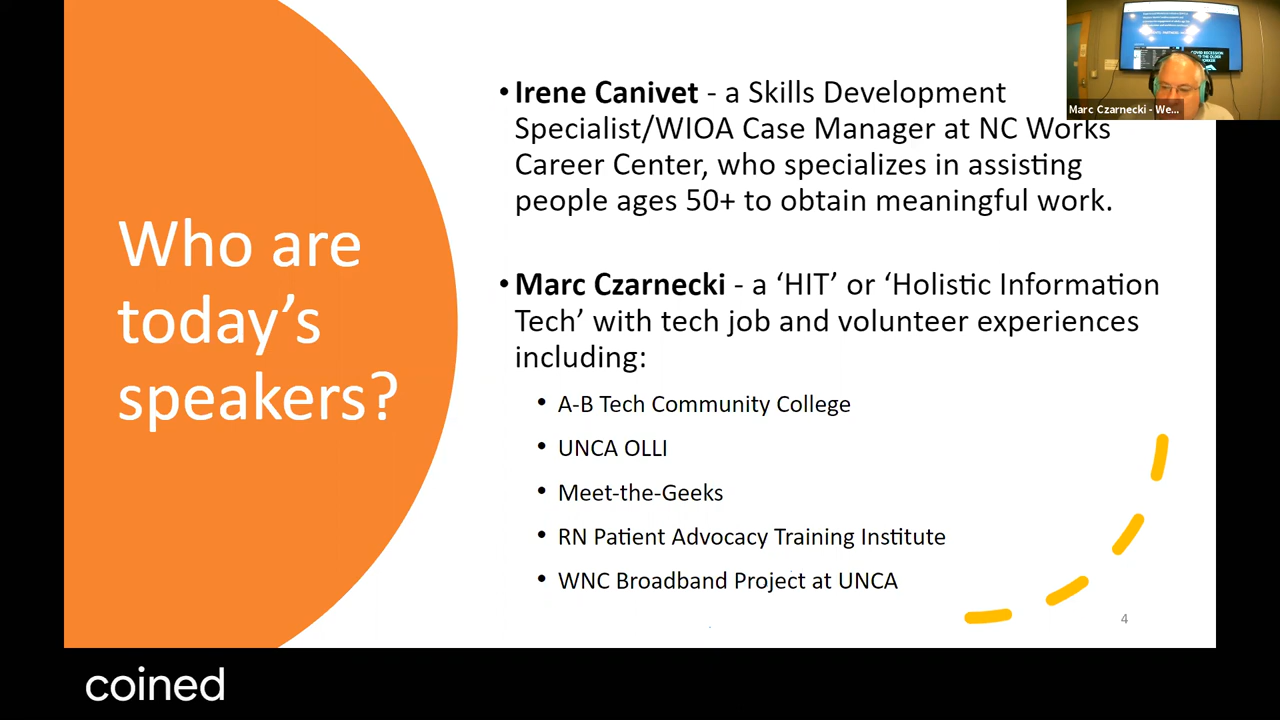 Who are
today's
speakers?
• Irene Canivet - a Skills Development
Specialist/WIOA Case Manager at NC Works
Career Center, who specializes in assisting
people ages 50+ to obtain meaningful work.
• Marc Czarnecki - a ‘HIT’ or ‘Holistic Information
Tech’ with tech job and volunteer experiences
including:
• A-B Tech Community College
• UNCA OLLI
• Meet-the-Geeks
• RN Patient Advocacy Training Institute
• WNC Broadband Project at UNCA
4
Marc Czarnecki - We...
coined